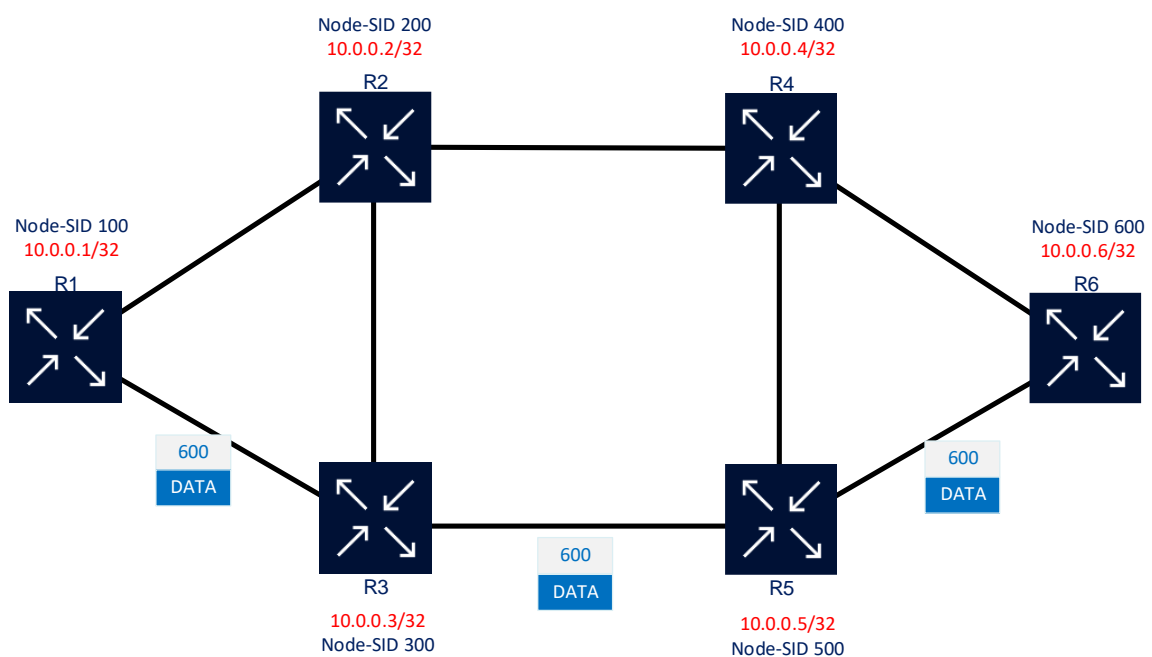 Node-SID 200
10.0.0.2/32
R2
Node-SID 400
10.0.0.4/32
R4
Node-SID 100
10.0.0.1/32
R1
Node-SID 600
10.0.0.6/32
R6
600
DATA
600
DATA
600
DATA
R3
10.0.0.3/32
Node-SID 300
R5
10.0.0.5/32
Node-SID 500